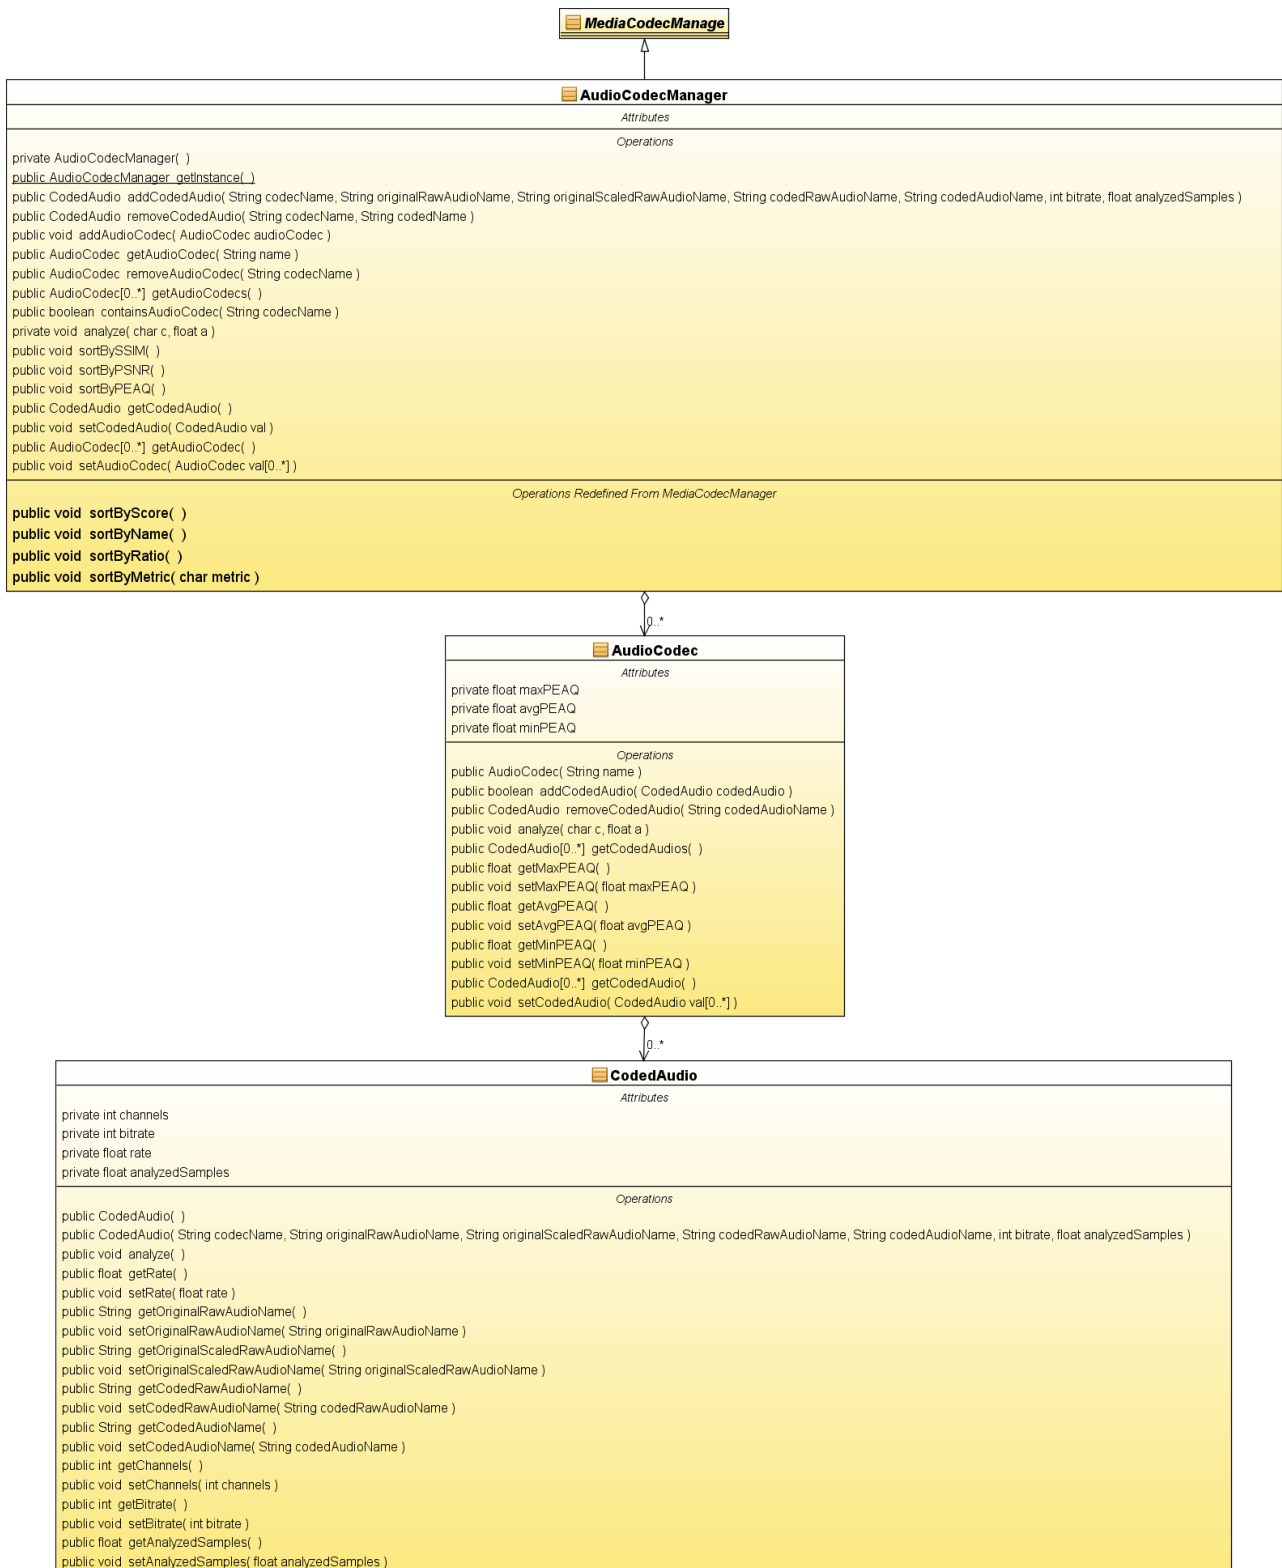 MediaCodecManage
AudioCodecManager
Attributes
Operations
private AudioCodecManager( )
public AudioCodecManager getInstance( )
public CodedAudio addCodedAudio( String codecName, String originalRawAudioName, String originalScaledRawAudioName, String codedRawAudioName, String codedAudioName, int bitrate, float analyzedSamples )
public CodedAudio removeCodedAudio( String codecName, String codedName )
public void addAudioCodec( AudioCodec audioCodec )
public AudioCodec getAudioCodec( String name )
public AudioCodec removeAudioCodec( String codecName )
public AudioCodec[0..*] getAudioCodecs( )
public boolean containsAudioCodec( String codecName )
private void analyze( char c, float a )
public void sortBySSIM( )
public void sortByPSNR( )
public void sortByPEAQ( )
public CodedAudio getCodedAudio( )
public void setCodedAudio( CodedAudio val )
public AudioCodec[0..*] getAudioCodec( )
public void setAudioCodec( AudioCodec val[0..*] )
Operations Redefined From MediaCodecManager
public void sortByScore( )
public void sortByName( )
public void sortByRatio( )
public void sortByMetric( char metric )
0..*
AudioCodec
Attributes
private float maxPEAQ
private float avgPEAQ
private float minPEAQ
Operations
public AudioCodec( String name )
public boolean addCodedAudio( CodedAudio codedAudio )
public CodedAudio removeCodedAudio( String codedAudioName )
public void analyze( char c, float a )
public CodedAudio[0..*] getCodedAudios( )
public float getMaxPEAQ( )
public void setMaxPEAQ( float maxPEAQ )
public float getAvgPEAQ( )
public void setAvgPEAQ( float avgPEAQ )
public float getMinPEAQ( )
public void setMinPEAQ( float minPEAQ )
public CodedAudio[0..*] getCodedAudio( )
public void setCodedAudio( CodedAudio val[0..*] )
0..*
CodedAudio
Attributes
private int channels
private int bitrate
private float rate
private float analyzedSamples
Operations
public CodedAudio( )
public CodedAudio( String codecName, String originalRawAudioName, String originalScaledRawAudioName, String codedRawAudioName, String codedAudioName, int bitrate, float analyzedSamples )
public void analyze( )
public float getRate( )
public void setRate( float rate )
public String getOriginalRawAudioName( )
public void setOriginalRawAudioName( String originalRawAudioName )
public String getOriginalScaledRawAudioName( )
public void setOriginalScaledRawAudioName( String originalScaledRawAudioName )
public String getCodedRawAudioName( )
public void setCodedRawAudioName( String codedRawAudioName )
public String getCodedAudioName( )
public void setCodedAudioName( String codedAudioName )
public int getChannels( )
public void setChannels( int channels )
public int getBitrate( )
public void setBitrate( int bitrate )
public float getAnalyzedSamples( )
public void setAnalyzedSamples( float analyzedSamples )